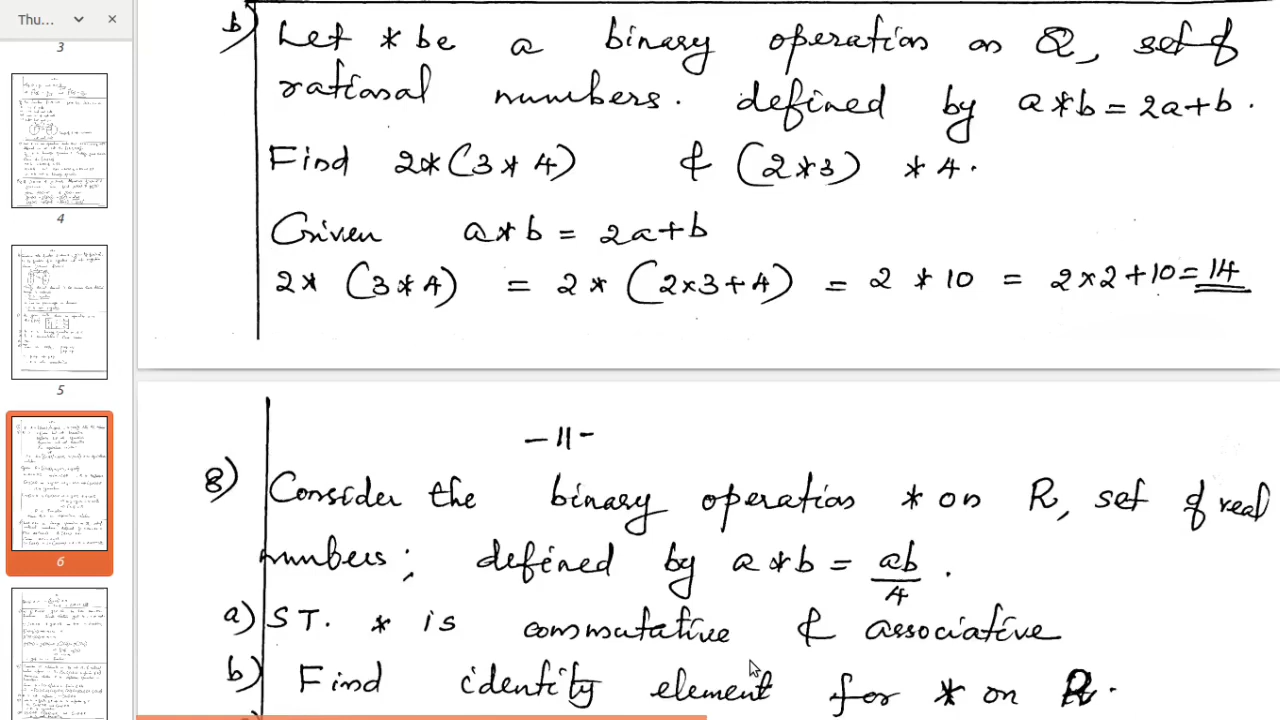 Thu...
3
4
5
6
b) Let * be a binary operation on Q, set of
rational numbers. defined by a*b = 2a+b.
Find 2*(3*4) & (2*3) *4.
Given a*b = 2a+b
2* (3*4) = 2* (2×3+4) = 2 *10 = 2×2+10=14
-11-
8) Consider the binary operation * on R, set of real
numbers; defined by a*b = ab/4 .
a) ST. * is commutative & associative
b) Find identity element for * on R.